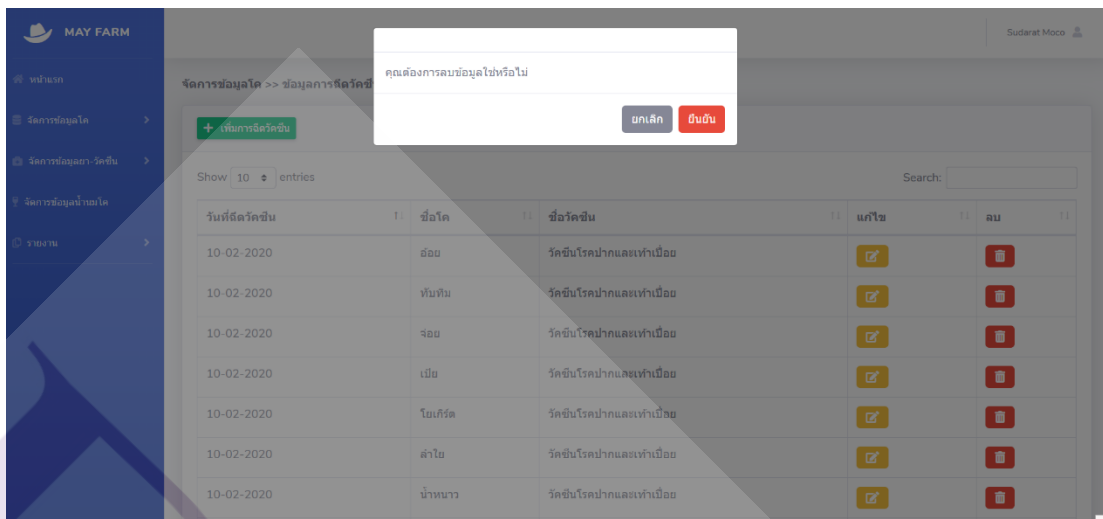 MAY FARM
Sudarat Moco
หน้าแรก
จัดการข้อมูลโค
จัดการข้อมูลยา-วัคซีน
จัดการข้อมูลน้ำนมโค
รายงาน
คุณต้องการลบข้อมูลใช่หรือไม่
ยกเลิก ยืนยัน
จัดการข้อมูลโค >> ข้อมูลการฉีดวัคซี
+ เพิ่มการฉีดวัคซีน
Show 10 entries Search:
วันที่ฉีดวัคซีน ชื่อโค ชื่อวัคซีน แก้ไข ลบ
10-02-2020 อ้อย วัคซีนโรคปากและเท้าเปื่อย
10-02-2020 ทับทิม วัคซีนโรคปากและเท้าเปื่อย
10-02-2020 จ๋อย วัคซีนโรคปากและเท้าเปื่อย
10-02-2020 เปีย วัคซีนโรคปากและเท้าเปื่อย
10-02-2020 โยเกิร์ต วัคซีนโรคปากและเท้าเปื่อย
10-02-2020 ลำไย วัคซีนโรคปากและเท้าเปื่อย
10-02-2020 น้ำหนาว วัคซีนโรคปากและเท้าเปื่อย